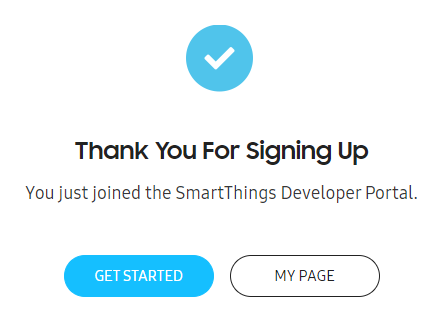 Thank You For Signing Up
You just joined the SmartThings Developer Portal.
GET STARTED
MY PAGE